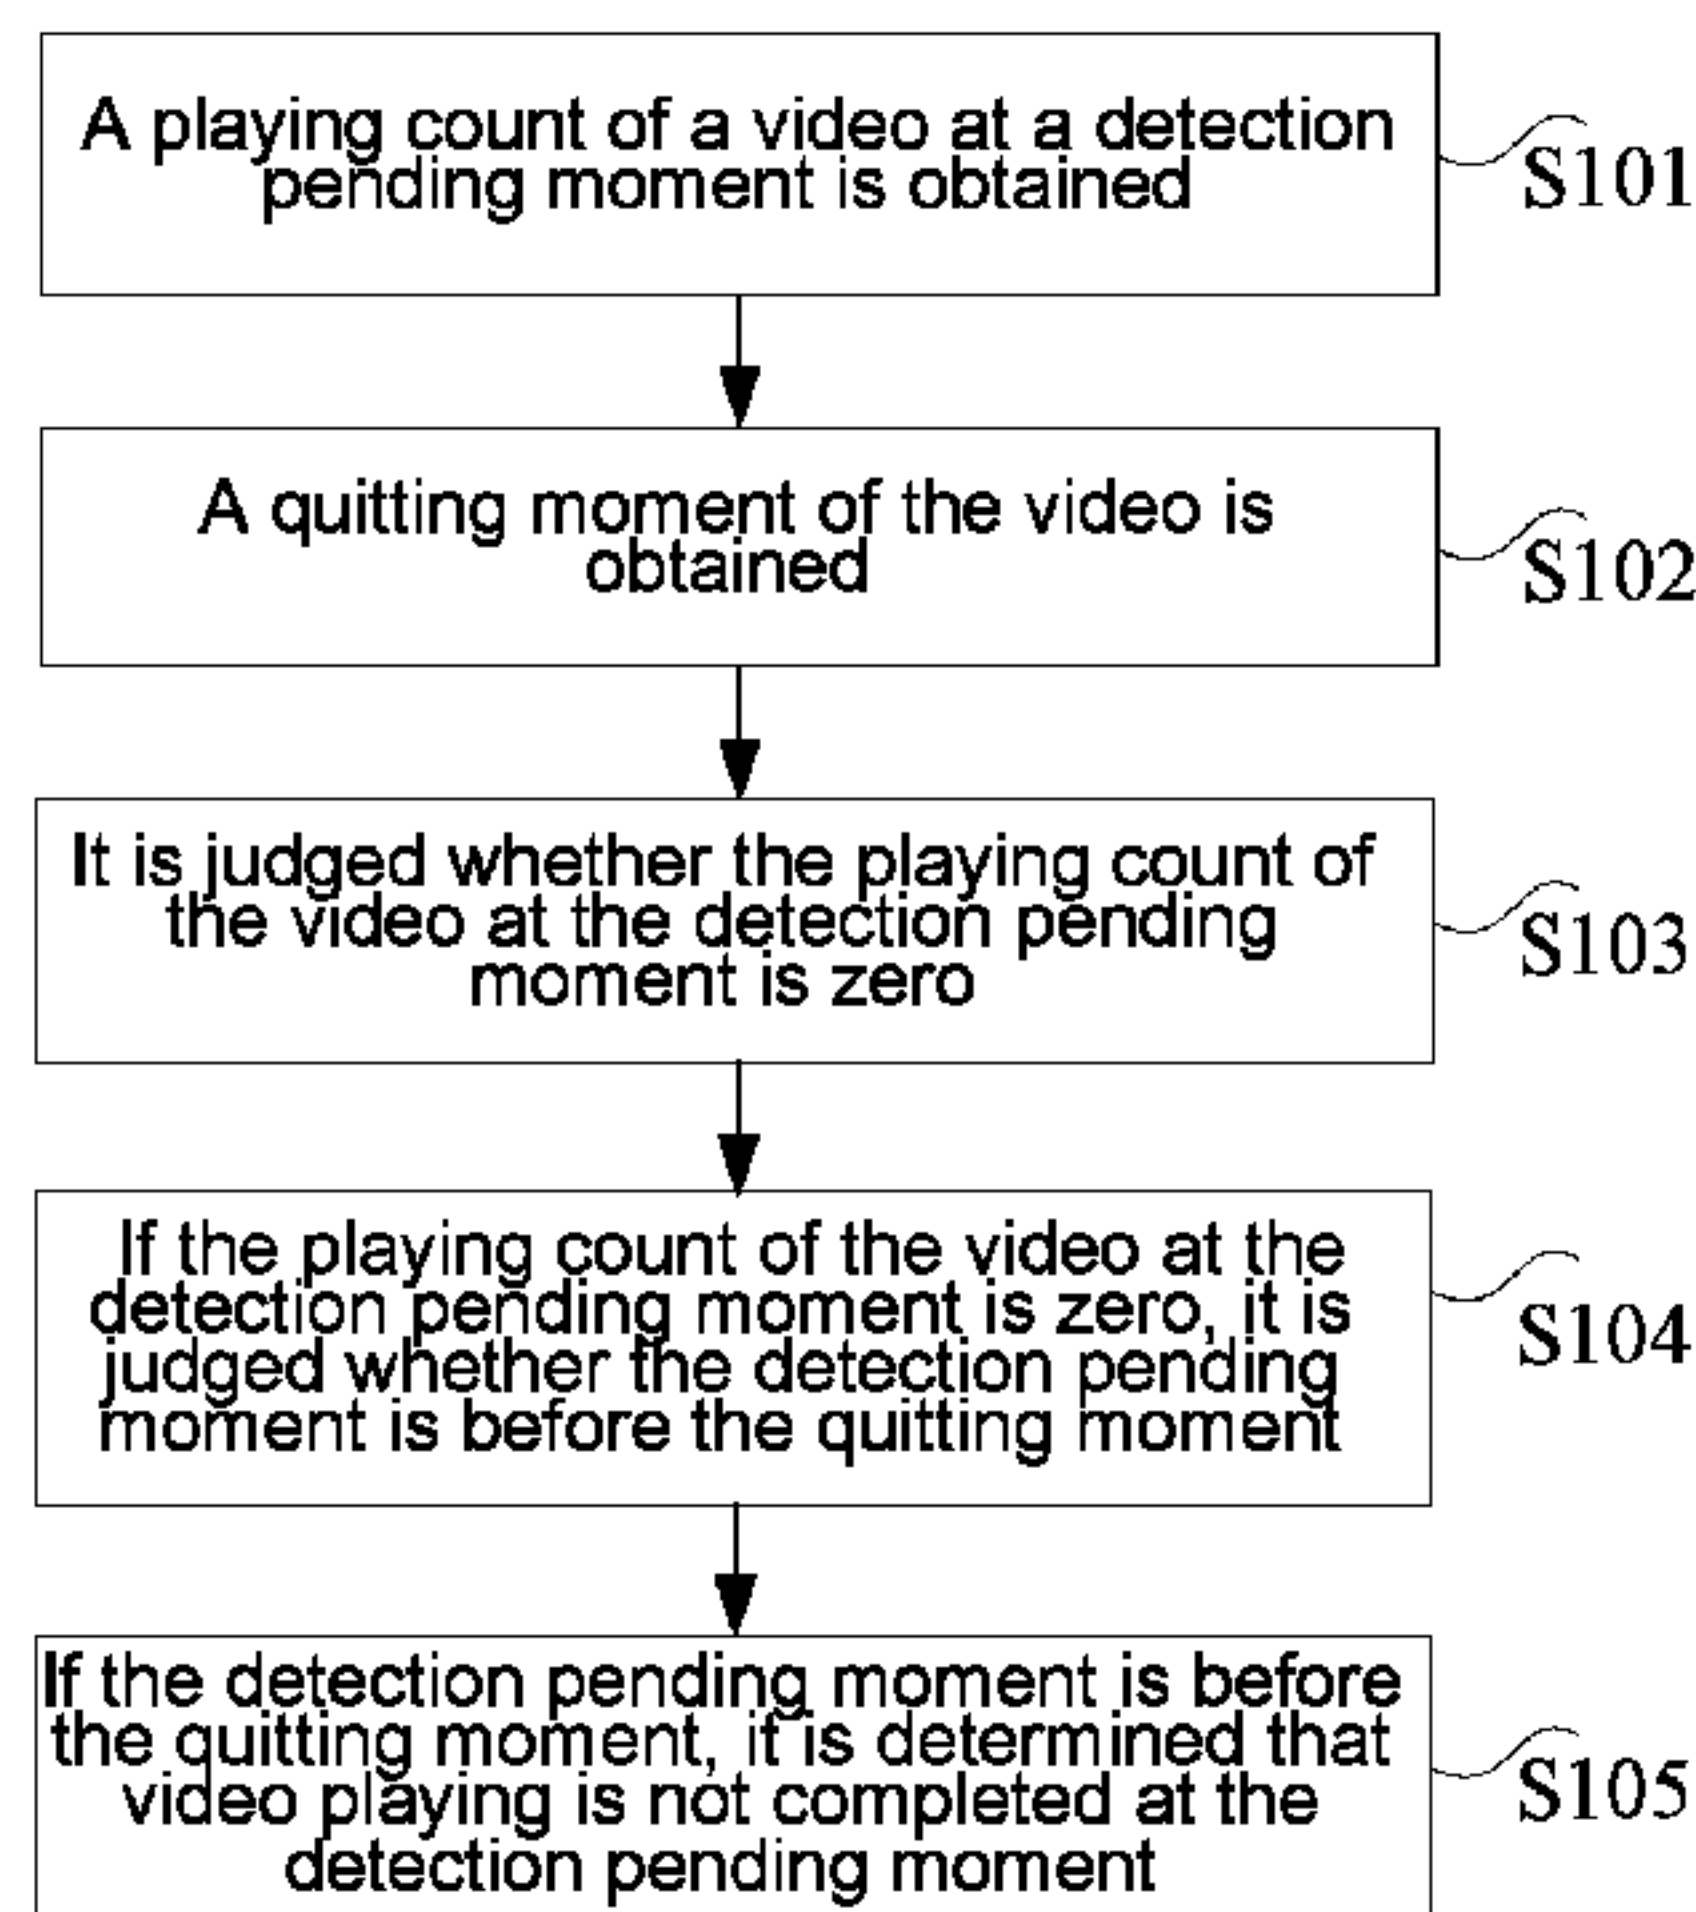 A playing count of a video at a detection
pending moment is obtained
S101
A quitting moment of the video is
obtained
S102
It is judged whether the playing count of
the video at the detection pending
moment is zero
S103
If the playing count of the video at the
detection pending moment is zero, it is
judged whether the detection pending
moment is before the quitting moment
S104
If the detection pending moment is before
the quitting moment, it is determined that
video playing is not completed at the
detection pending moment
S105